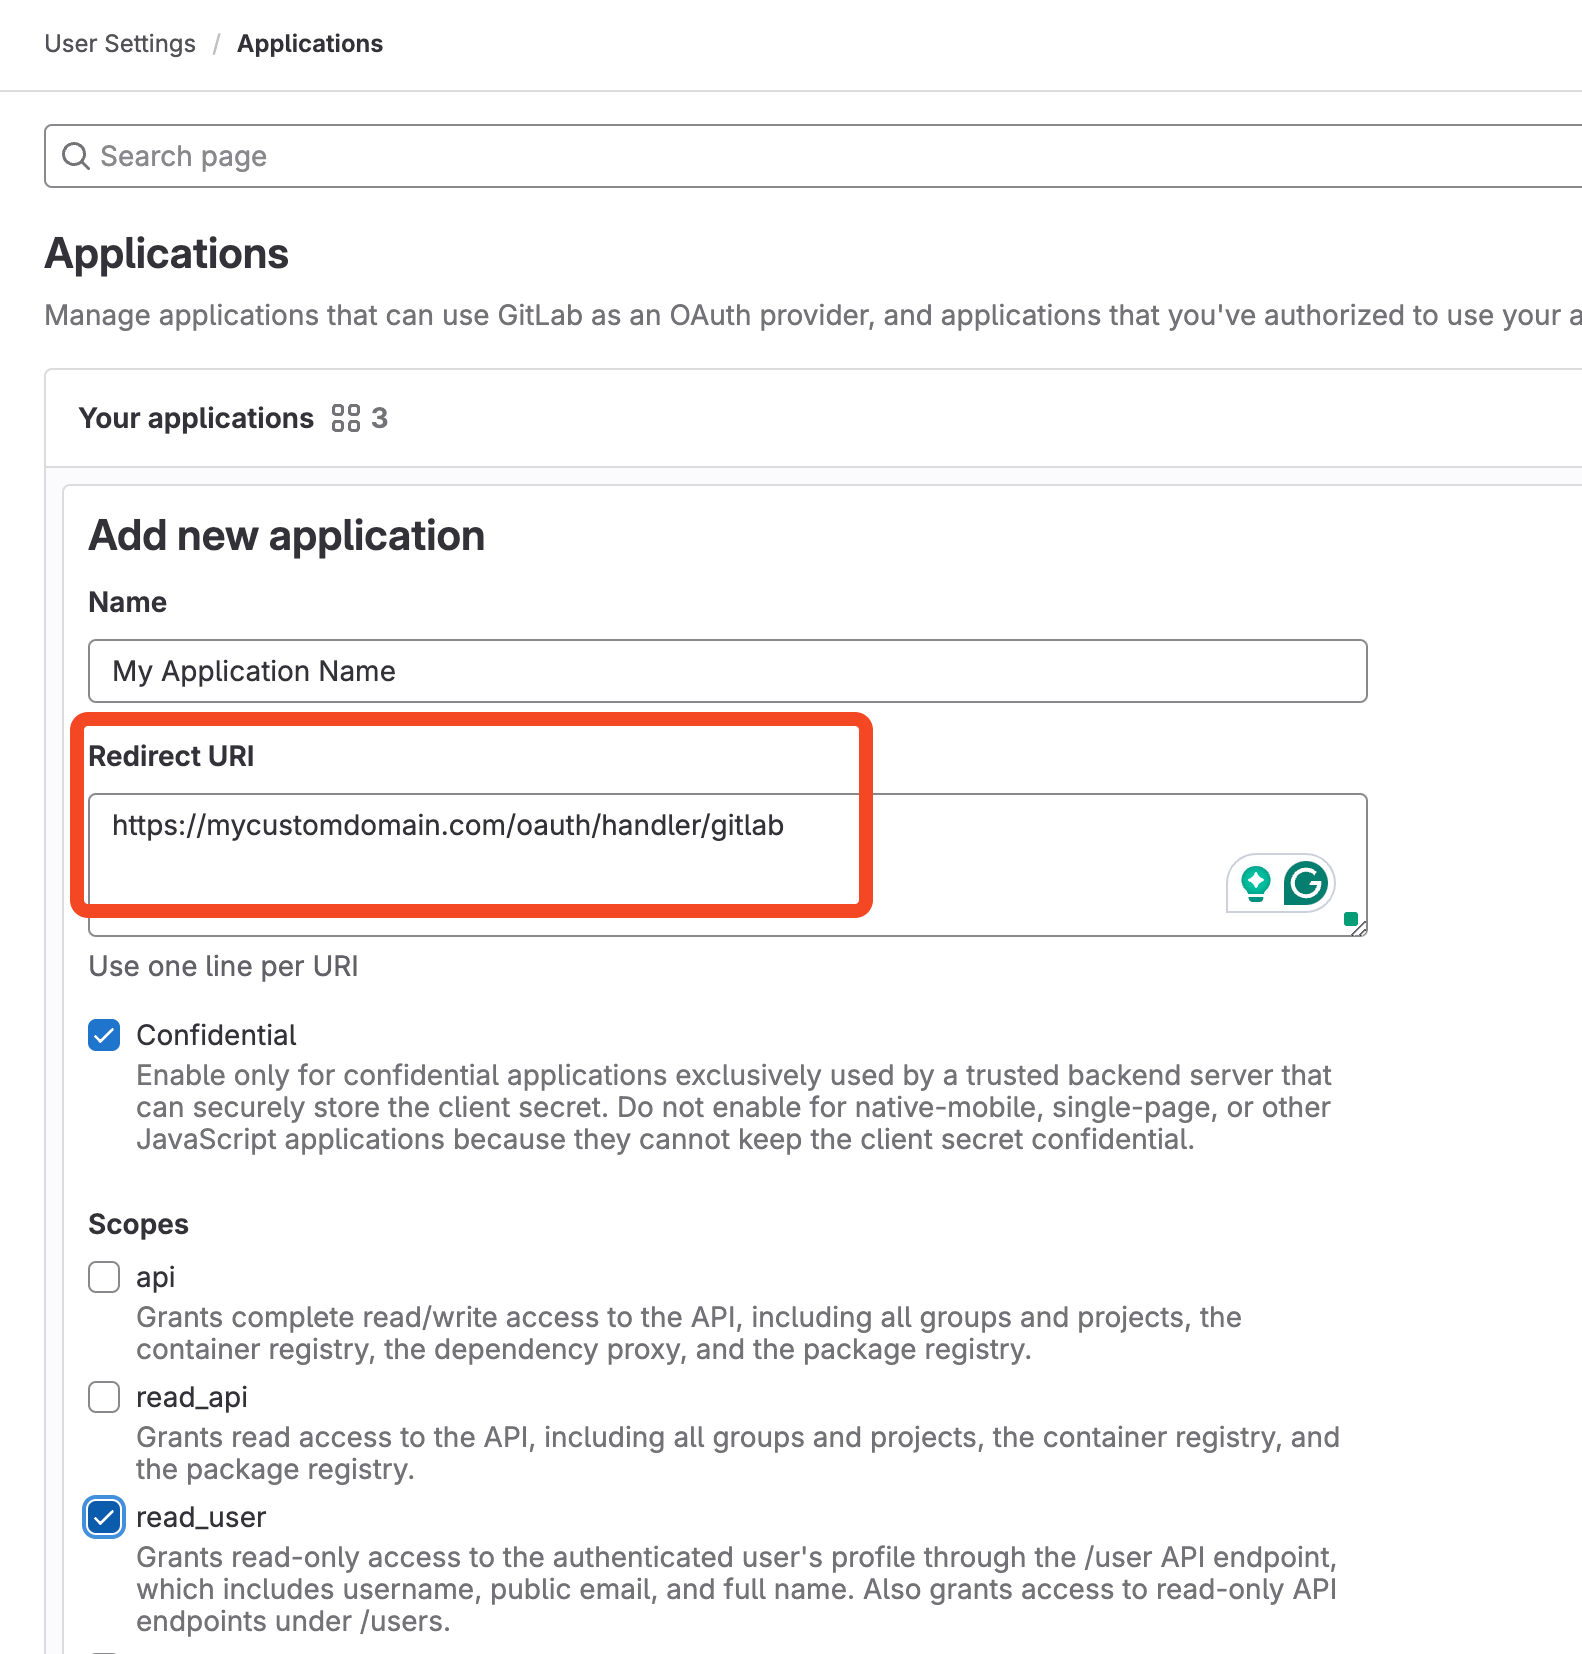 User Settings / Applications
Search page
Applications
Manage applications that can use GitLab as an OAuth provider, and applications that you've authorized to use your a
Your applications 3
Add new application
Name
My Application Name
Redirect URI
https://mycustomdomain.com/oauth/handler/gitlab
Use one line per URI
Confidential
Enable only for confidential applications exclusively used by a trusted backend server that
can securely store the client secret. Do not enable for native-mobile, single-page, or other
JavaScript applications because they cannot keep the client secret confidential.
Scopes
api
Grants complete read/write access to the API, including all groups and projects, the
container registry, the dependency proxy, and the package registry.
read_api
Grants read access to the API, including all groups and projects, the container registry, and
the package registry.
read_user
Grants read-only access to the authenticated user's profile through the /user API endpoint,
which includes username, public email, and full name. Also grants access to read-only API
endpoints under /users.